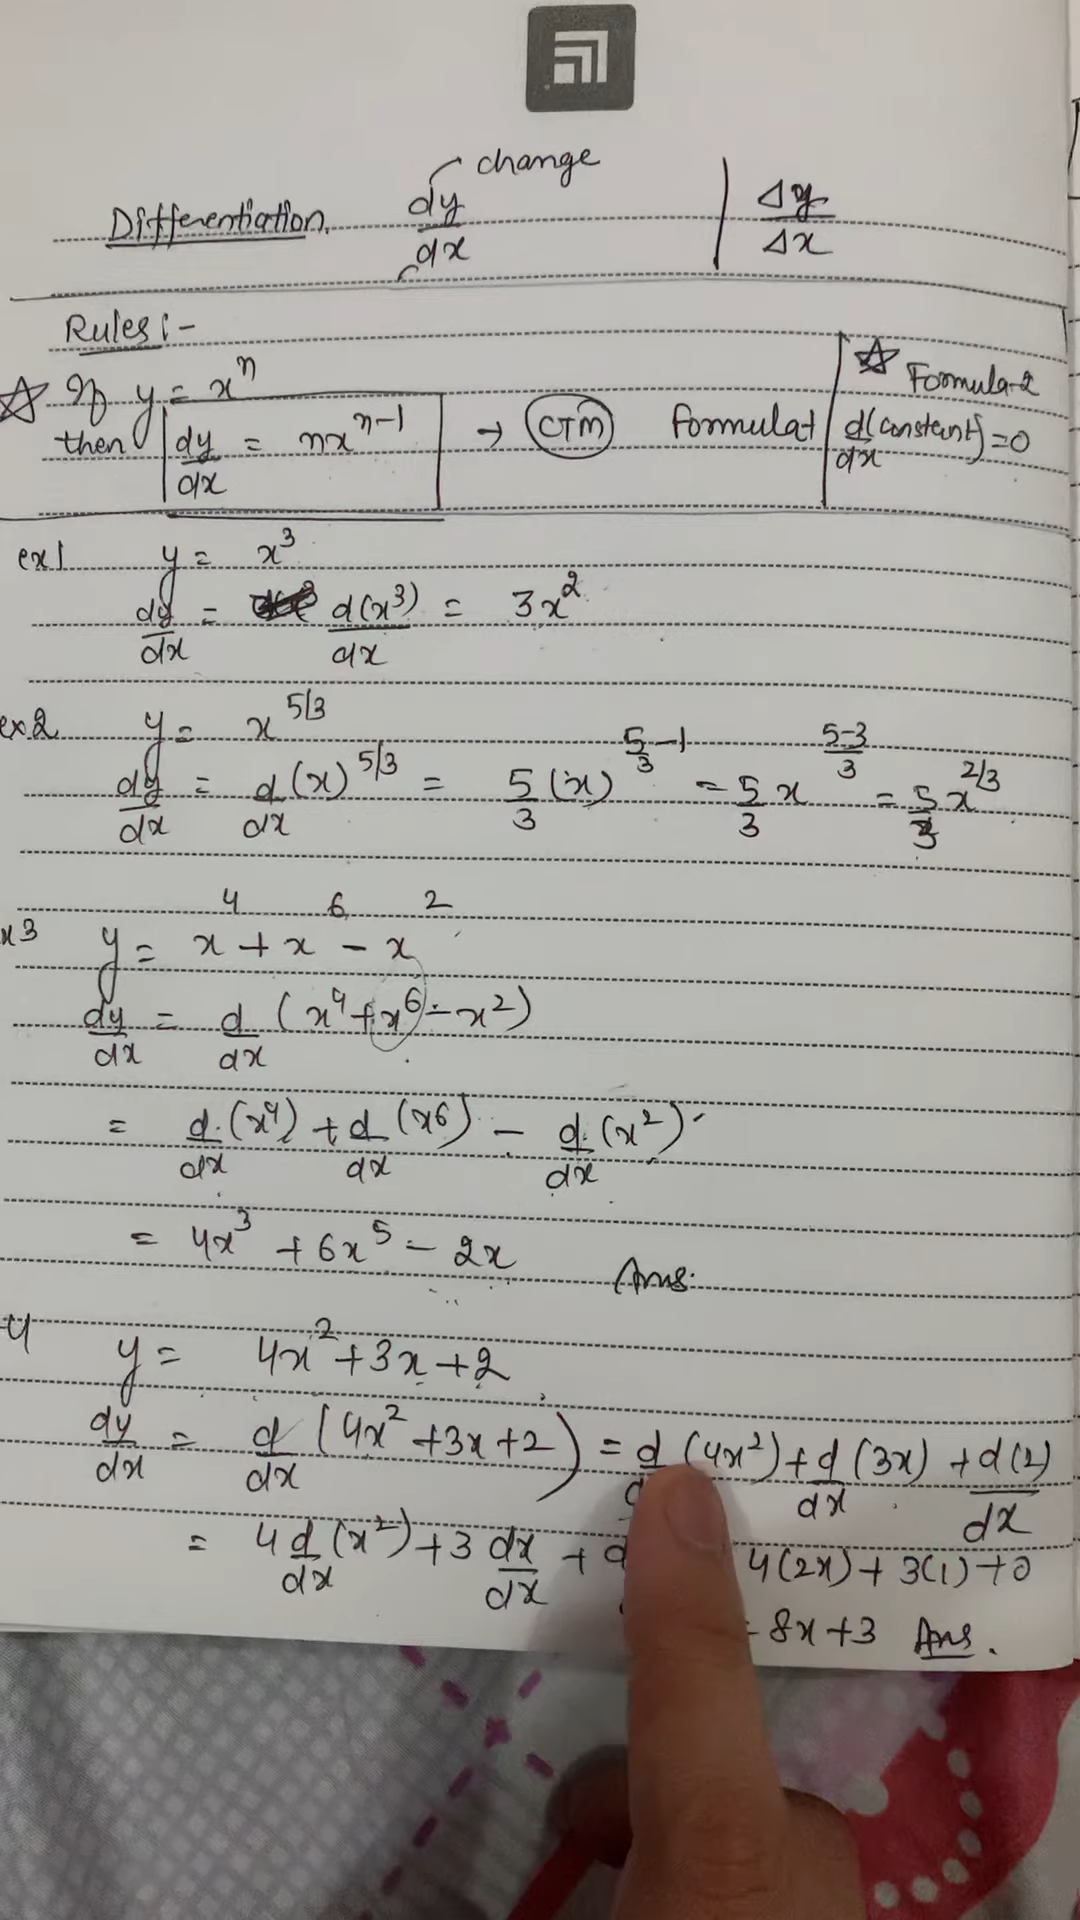 change
Differentiation. dy/dx | Δy/Δx
Rules :-
☆ If y = x^n
then dy/dx = nx^(n-1) → CTM Formula1
☆ Formula-2
d(constant)/dx = 0
ex1 y = x^3
dy/dx = d(x^3)/dx = 3x^2
ex2 y = x^(5/3)
dy/dx = d/dx (x)^(5/3) = 5/3 (x)^(5/3 - 1) = 5/3 x^((5-3)/3) = 5/3 x^(2/3)
x3 y = x^4 + x^6 - x^2
dy/dx = d/dx (x^4 + x^6 - x^2)
= d/dx (x^4) + d/dx (x6) - d/dx (x^2)
= 4x^3 + 6x^5 - 2x Ans.
4 y = 4x^2 + 3x + 2
dy/dx = d/dx (4x^2 + 3x + 2) = d (4x^2) + d/dx (3x) + d(2)/dx
= 4 d/dx (x^2) + 3 dx/dx + d 4(2x) + 3(1) + 0
= 8x + 3 Ans.